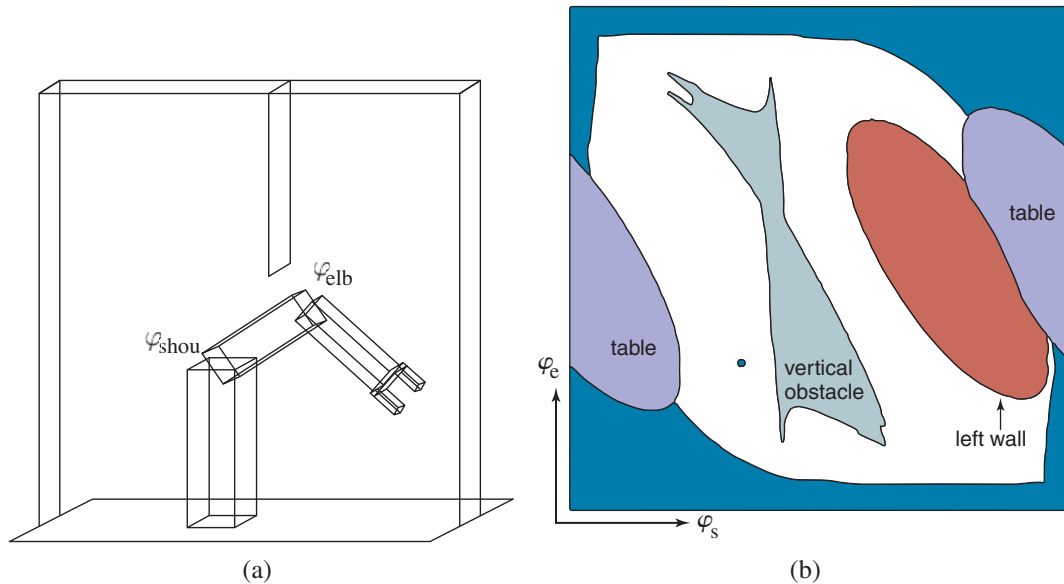 φelb
φshou
(a)
table
table
vertical
obstacle
left wall
φe
φs
(b)